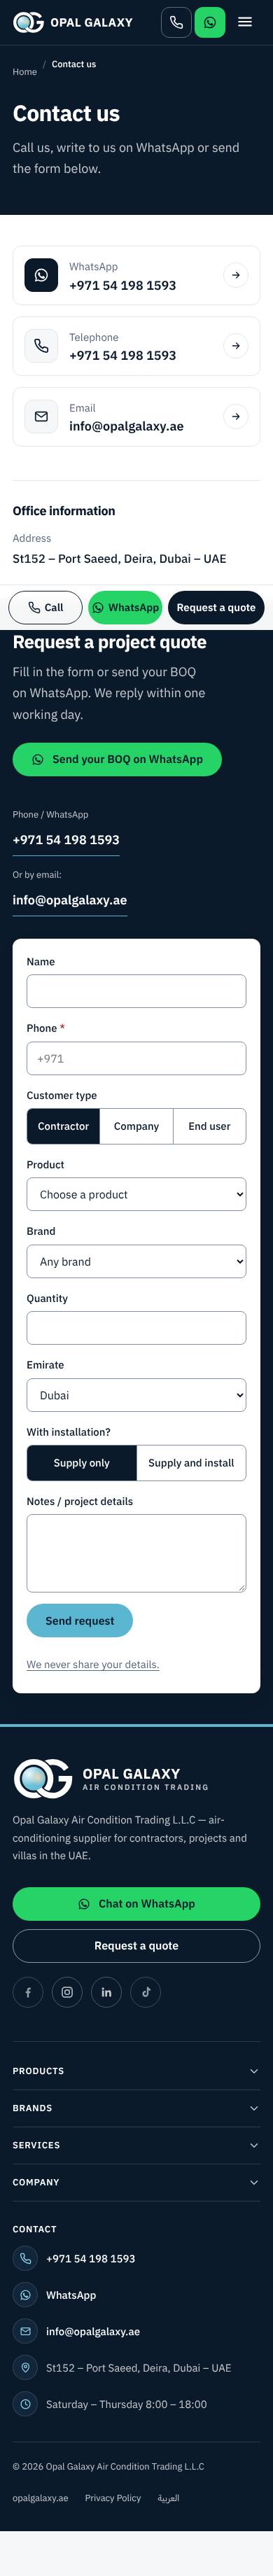 OPAL GALAXY
Home / Contact us
Contact us
Call us, write to us on WhatsApp or send
the form below.
WhatsApp
+971 54 198 1593
Telephone
+971 54 198 1593
Email
info@opalgalaxy.ae
Office information
Address
St152 – Port Saeed, Deira, Dubai – UAE
Call
WhatsApp
Request a quote
Request a project quote
Fill in the form or send your BOQ
on WhatsApp. We reply within one
working day.
Send your BOQ on WhatsApp
Phone / WhatsApp
+971 54 198 1593
Or by email:
info@opalgalaxy.ae
Name
Phone *
+971
Customer type
Contractor
Company
End user
Product
Choose a product
Brand
Any brand
Quantity
Emirate
Dubai
With installation?
Supply only
Supply and install
Notes / project details
Send request
We never share your details.
OPAL GALAXY
AIR CONDITION TRADING
Opal Galaxy Air Condition Trading L.L.C — air-
conditioning supplier for contractors, projects and
villas in the UAE.
Chat on WhatsApp
Request a quote
PRODUCTS
BRANDS
SERVICES
COMPANY
CONTACT
+971 54 198 1593
WhatsApp
info@opalgalaxy.ae
St152 – Port Saeed, Deira, Dubai – UAE
Saturday – Thursday 8:00 – 18:00
© 2026 Opal Galaxy Air Condition Trading L.L.C
opalgalaxy.ae
Privacy Policy
العربية